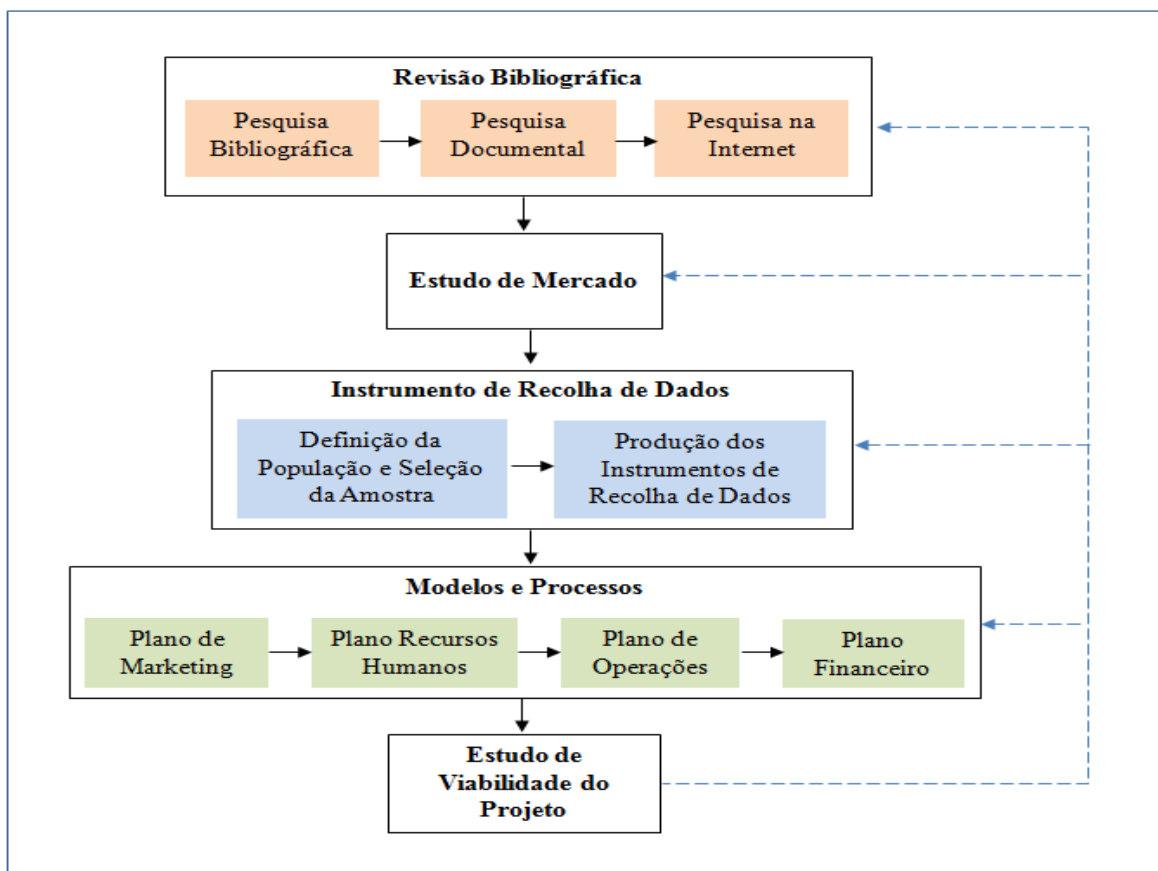 Revisão Bibliográfica
Pesquisa
Bibliográfica
Pesquisa
Documental
Pesquisa na
Internet
Estudo de Mercado
Instrumento de Recolha de Dados
Definição da
População e Seleção
da Amostra
Produção dos
Instrumentos de
Recolha de Dados
Modelos e Processos
Plano de
Marketing
Plano Recursos
Humanos
Plano de
Operações
Plano
Financeiro
Estudo de
Viabilidade do
Projeto